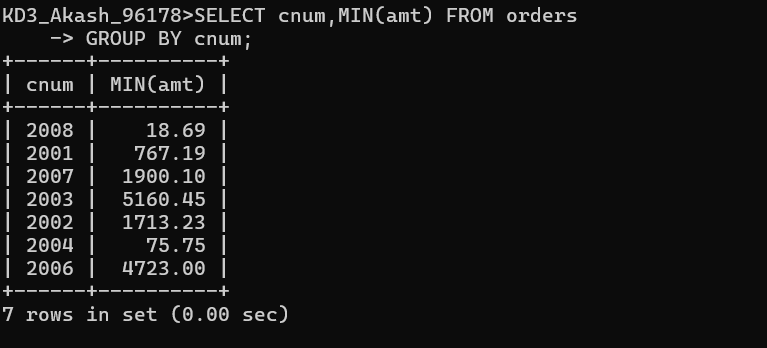 KD3_Akash_96178>SELECT cnum,MIN(amt) FROM orders
    -> GROUP BY cnum;
+------+----------+
| cnum | MIN(amt) |
+------+----------+
| 2008 |    18.69 |
| 2001 |   767.19 |
| 2007 |  1900.10 |
| 2003 |  5160.45 |
| 2002 |  1713.23 |
| 2004 |    75.75 |
| 2006 |  4723.00 |
+------+----------+
7 rows in set (0.00 sec)